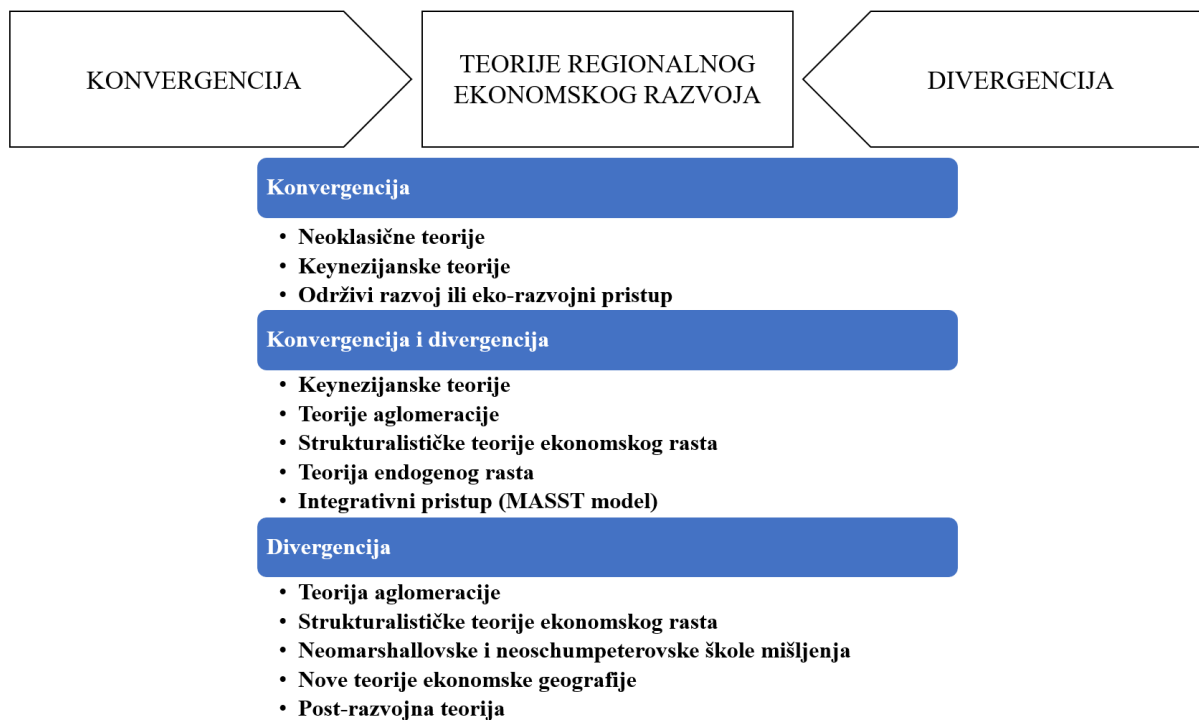 KONVERGENCIJA
TEORIJE REGIONALNOG
EKONOMSKOG RAZVOJA
DIVERGENCIJA
Konvergencija
• Neoklasične teorije
• Keynezijanske teorije
• Održivi razvoj ili eko-razvojni pristup
Konvergencija i divergencija
• Keynezijanske teorije
• Teorije aglomeracije
• Strukturalističke teorije ekonomskog rasta
• Teorija endogenog rasta
• Integrativni pristup (MASST model)
Divergencija
• Teorija aglomeracije
• Strukturalističke teorije ekonomskog rasta
• Neomarshallovske i neoschumpeterovske škole mišljenja
• Nove teorije ekonomske geografije
• Post-razvojna teorija